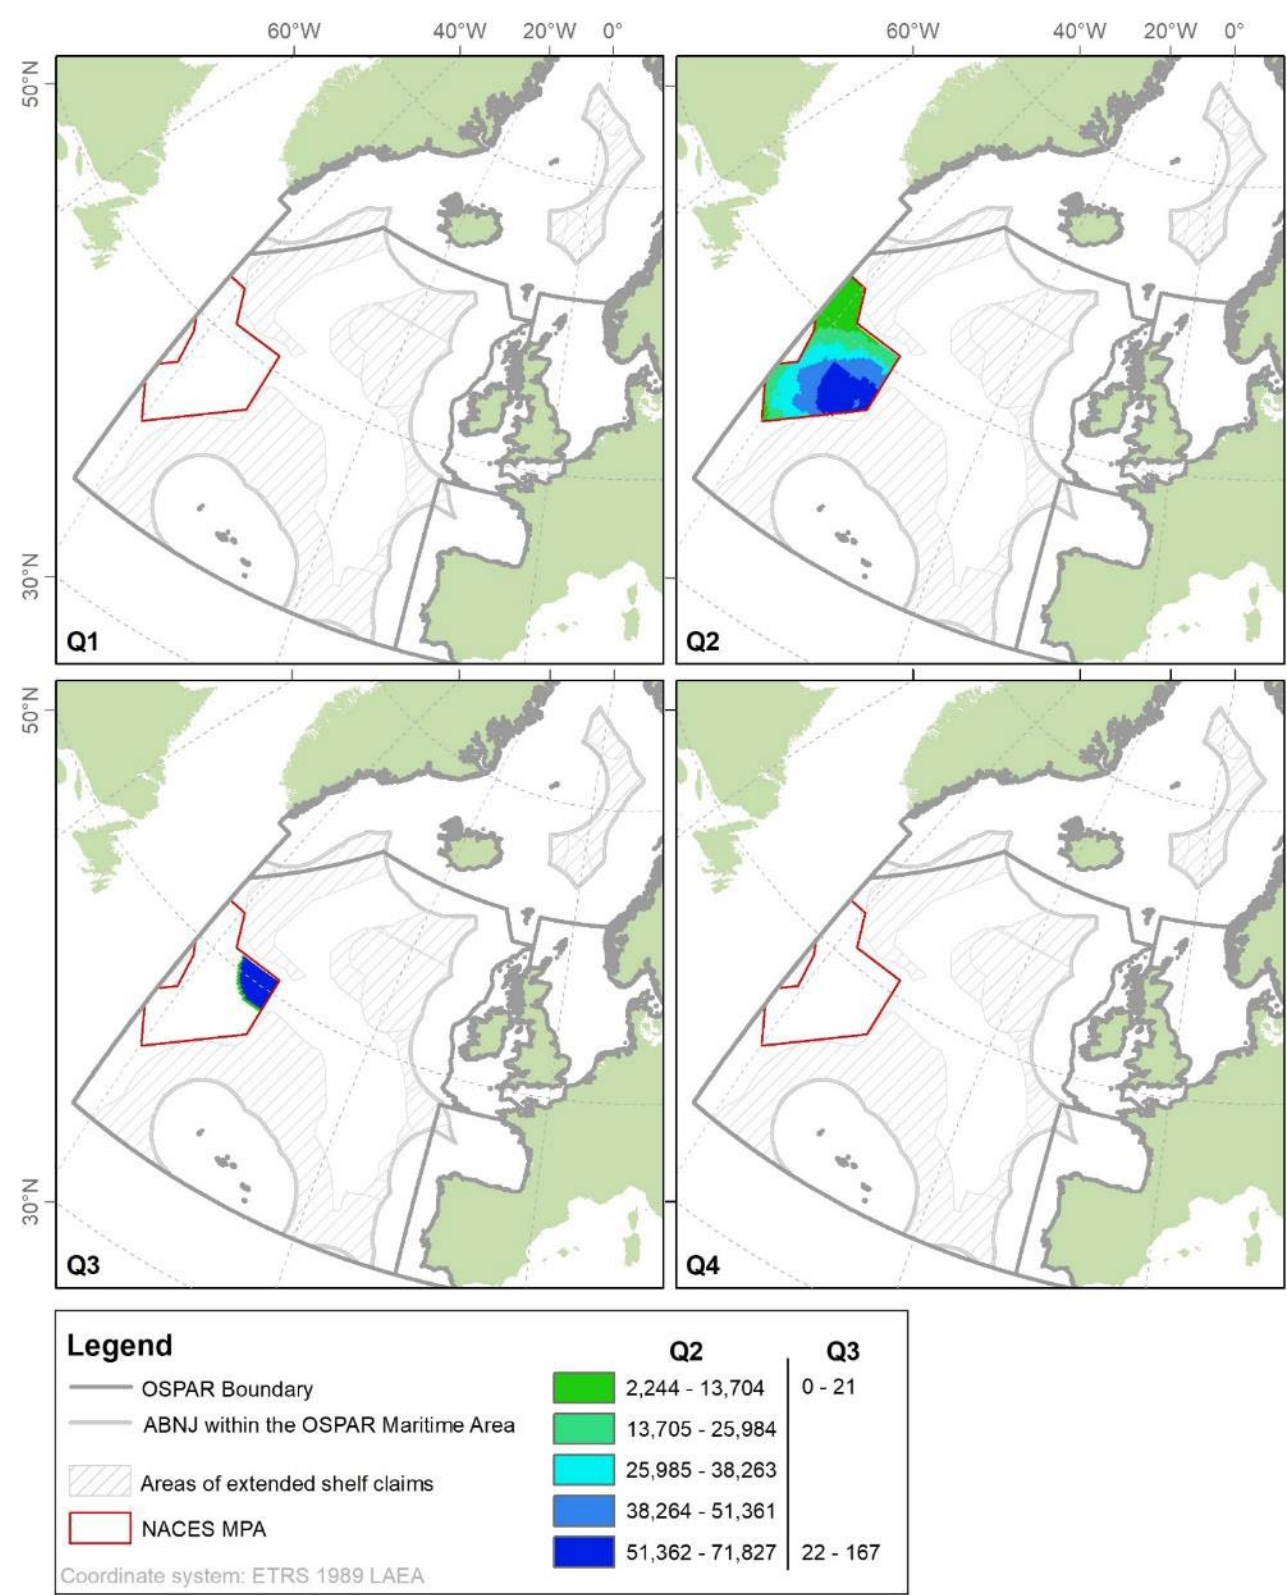 60°W 40°W 20°W 0° 60°W 40°W 20°W 0°
50°N
30°N
Q1 Q2
50°N
30°N
Q3 Q4
Legend
OSPAR Boundary
ABNJ within the OSPAR Maritime Area
Areas of extended shelf claims
NACES MPA
Coordinate system: ETRS 1989 LAEA
Q2 Q3
2,244 - 13,704 0 - 21
13,705 - 25,984
25,985 - 38,263
38,264 - 51,361
51,362 - 71,827 22 - 167